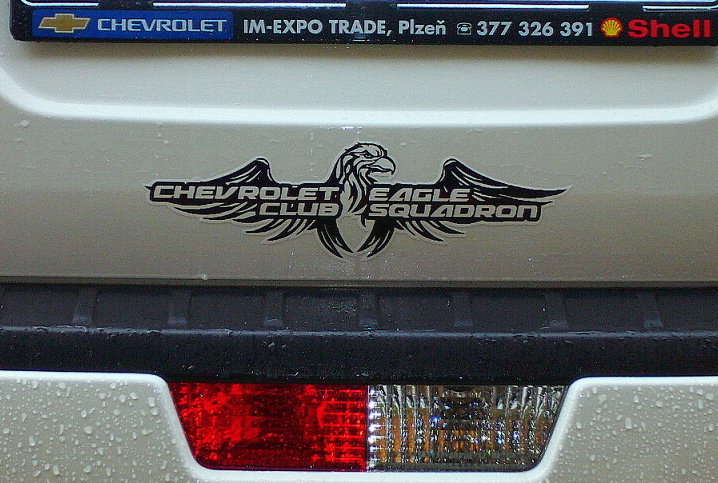 CHEVROLET IM-EXPO TRADE, Plzeň ☏ 377 326 391 Shell
CHEVROLET EAGLE
CLUB SQUADRON